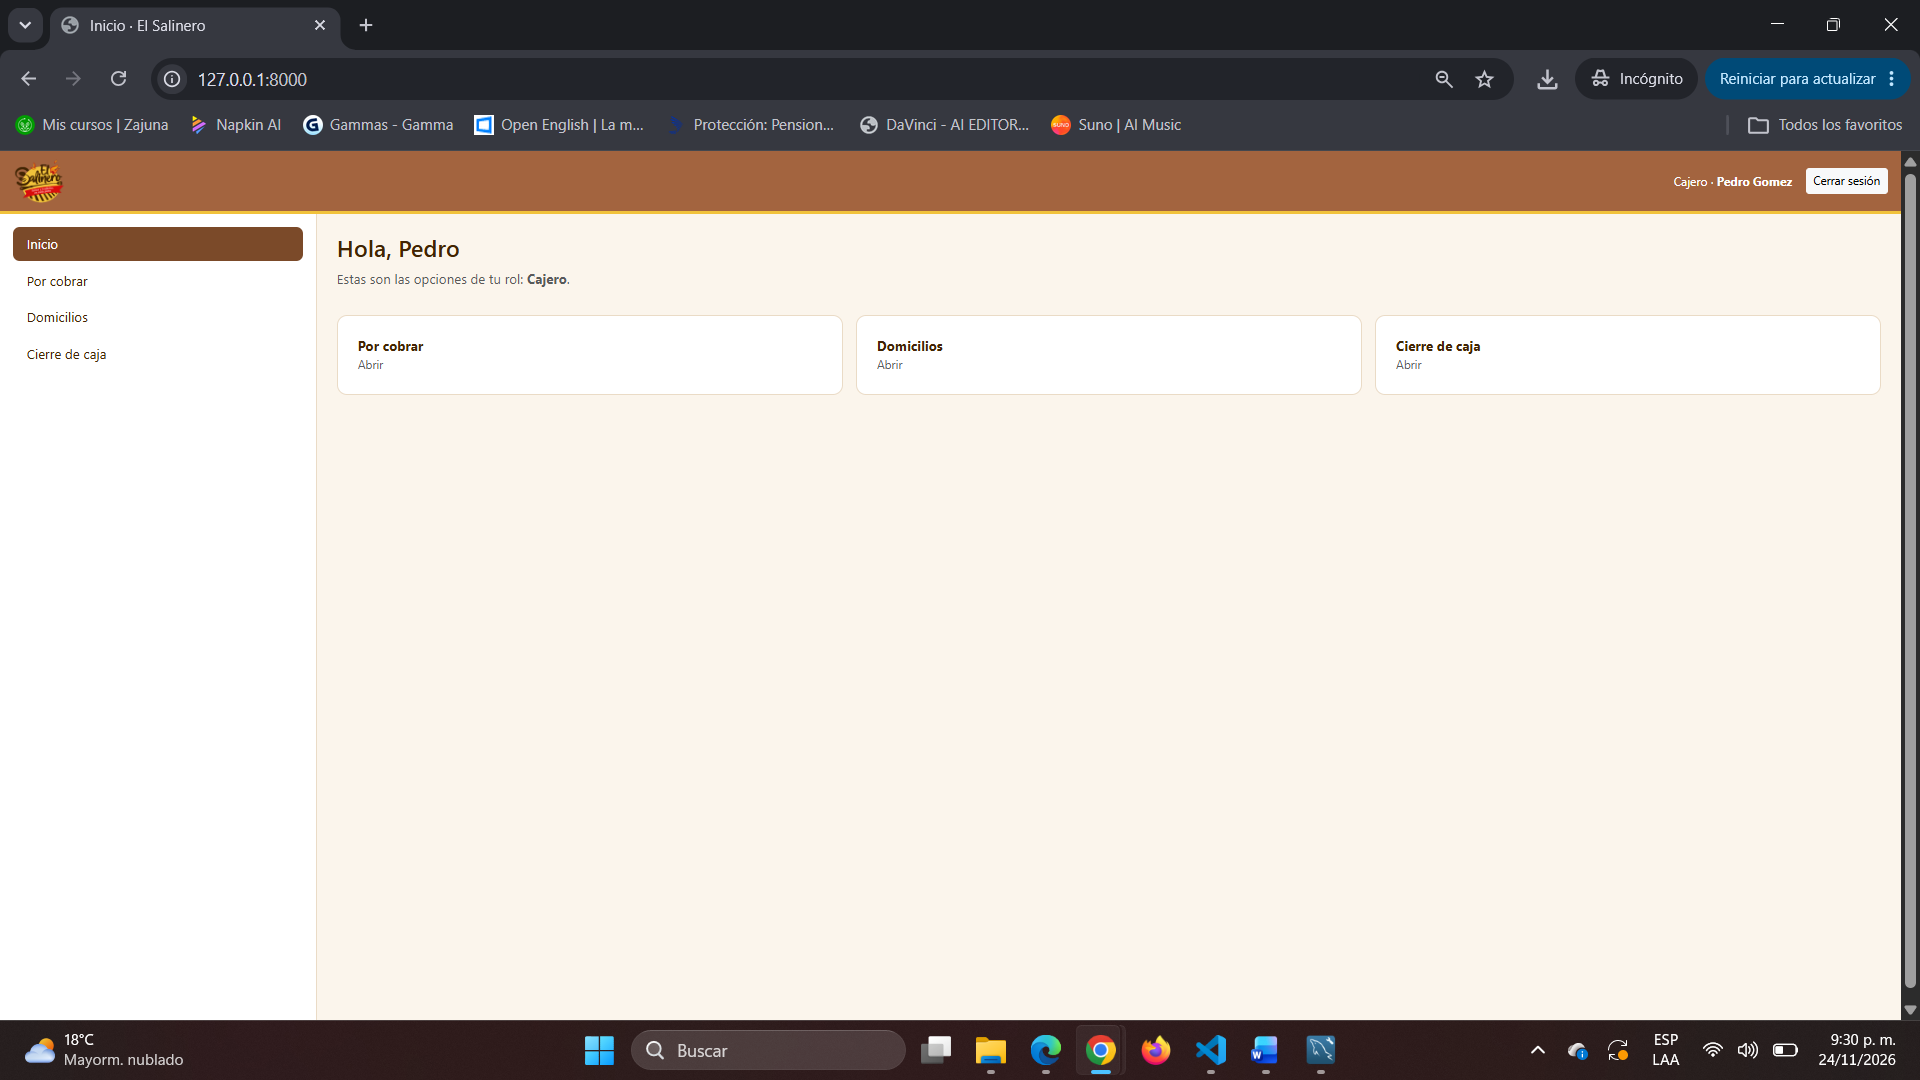 Inicio · El Salinero
127.0.0.1:8000
Incógnito
Reiniciar para actualizar
Mis cursos | Zajuna
Napkin AI
Gammas - Gamma
Open English | La m...
Protección: Pension...
DaVinci - AI EDITOR...
Suno | AI Music
Todos los favoritos
El
Salinero
Cajero · Pedro Gomez
Cerrar sesión
Inicio
Por cobrar
Domicilios
Cierre de caja
Hola, Pedro
Estas son las opciones de tu rol: Cajero.
Por cobrar
Abrir
Domicilios
Abrir
Cierre de caja
Abrir
18°C
Mayorm. nublado
Buscar
ESP
LAA
9:30 p. m.
24/11/2026